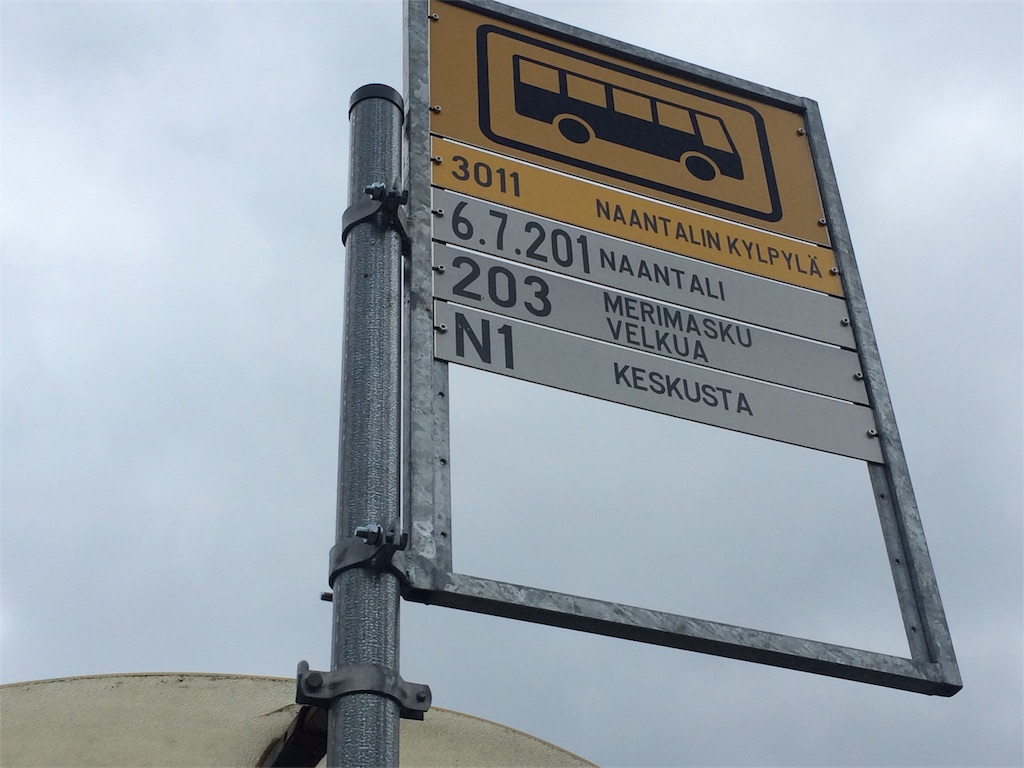 3011 NAANTALIN KYLPYLÄ
6.7.201 NAANTALI
203 MERIMASKU
VELKUA
N1 KESKUSTA